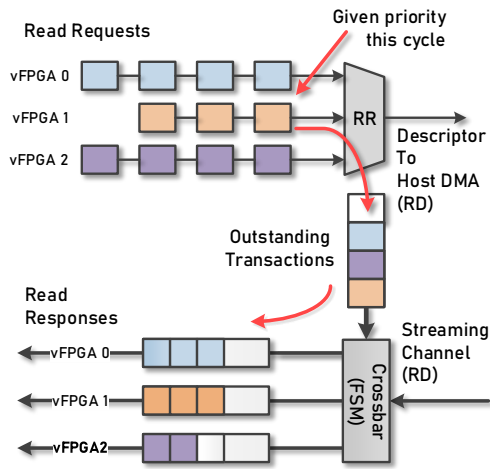 Given priority
this cycle
Read Requests
vFPGA 0
vFPGA 1
vFPGA 2
RR
Descriptor
To
Host DMA
(RD)
Outstanding
Transactions
Read
Responses
vFPGA 0
vFPGA 1
vFPGA2
Crossbar
(FSM)
Streaming
Channel
(RD)